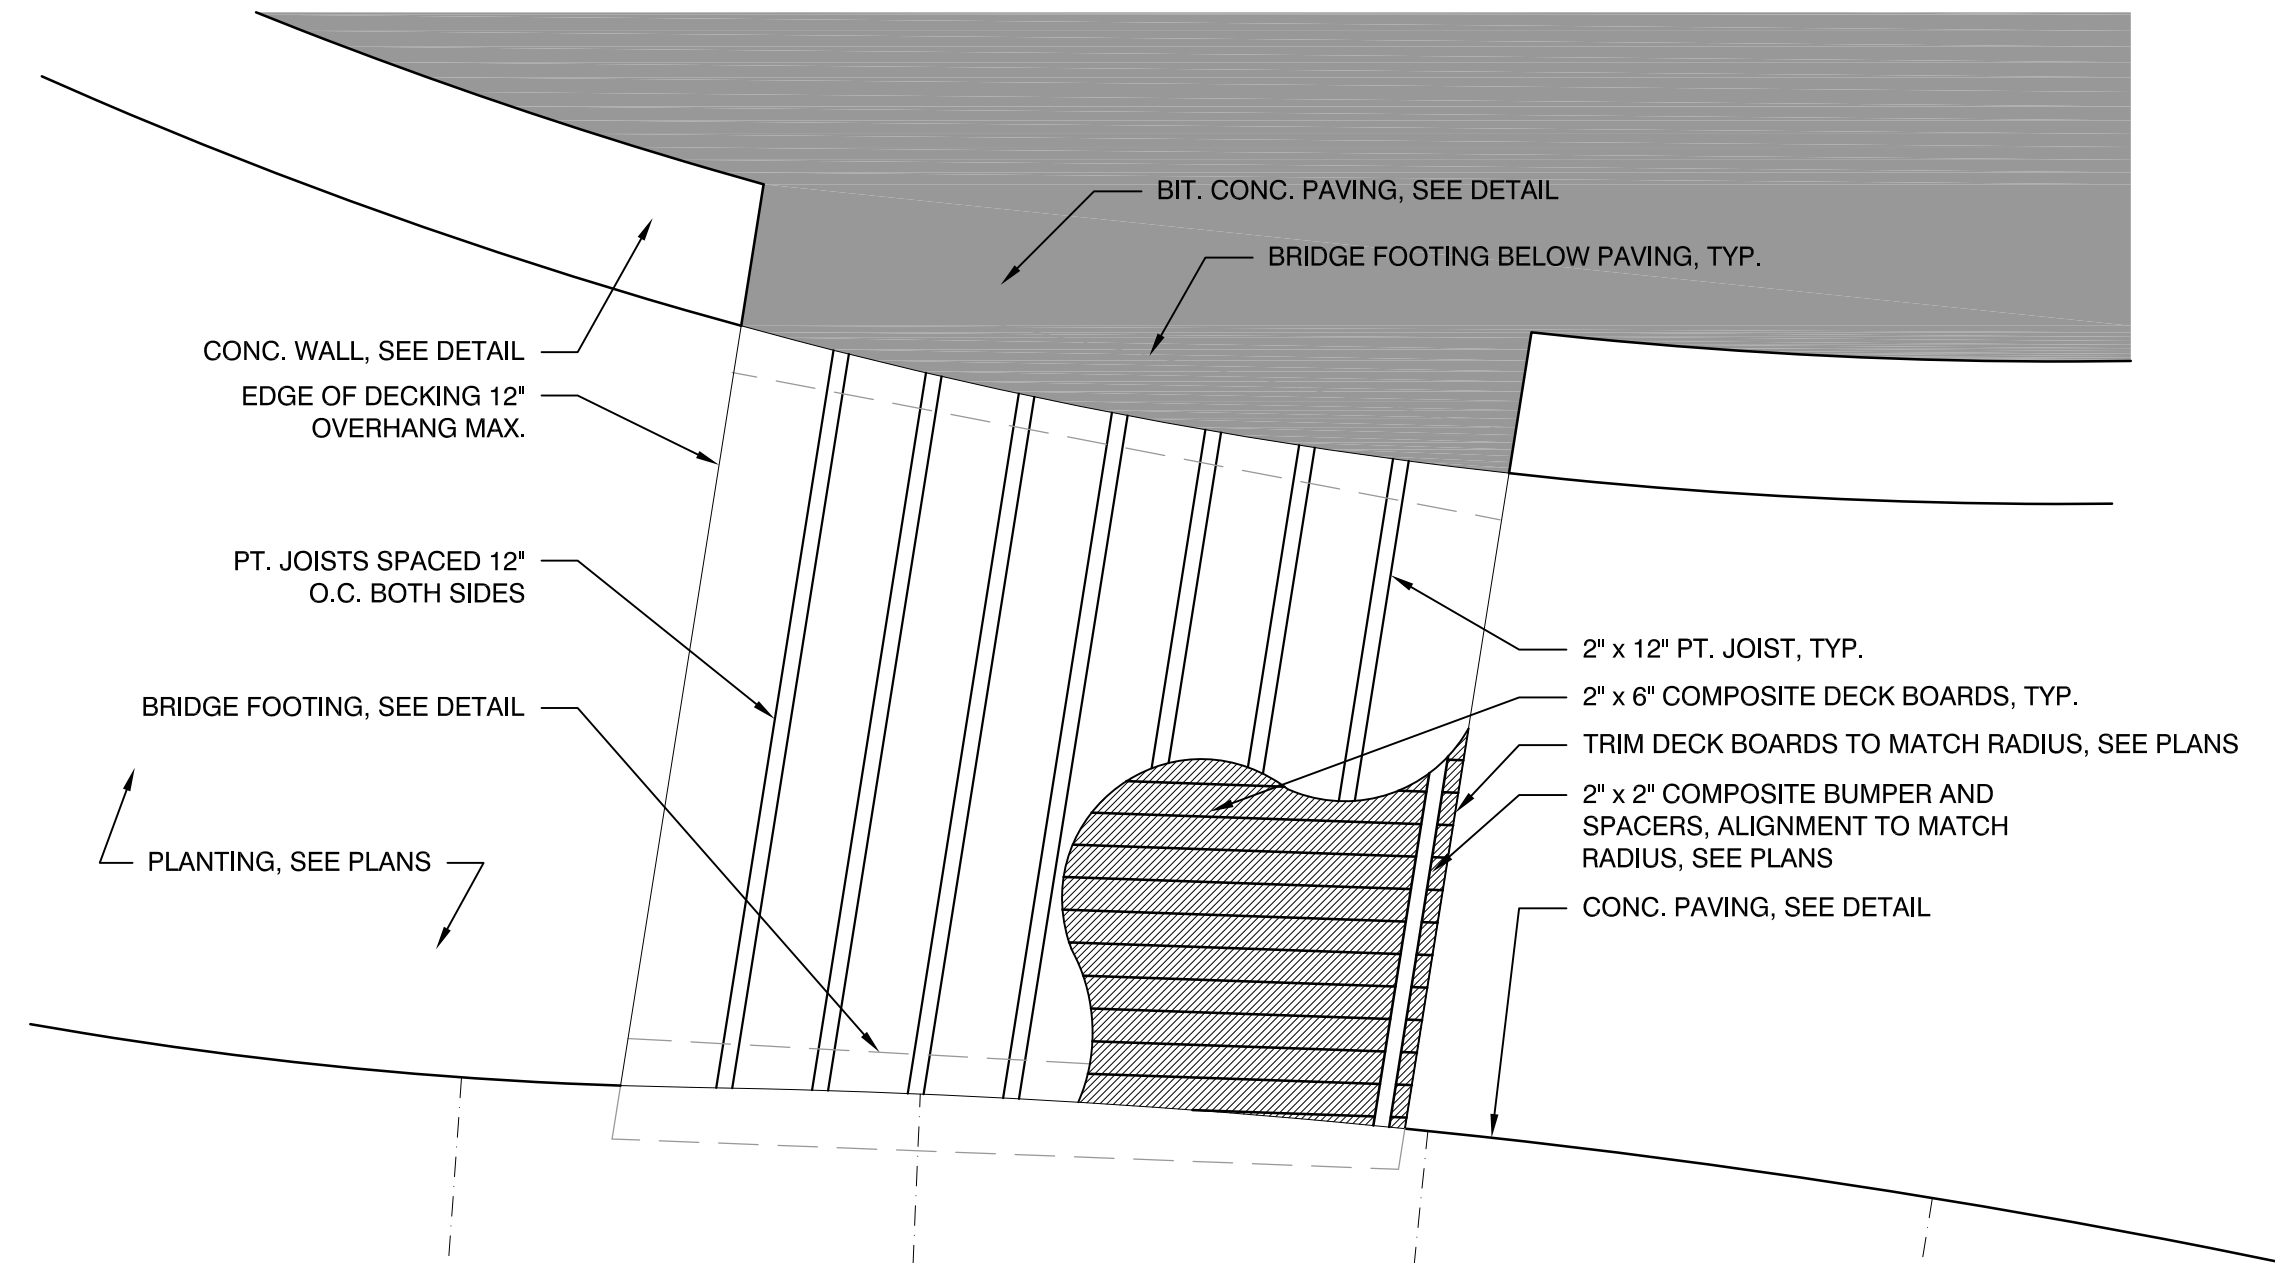 BIT. CONC. PAVING, SEE DETAIL
BRIDGE FOOTING BELOW PAVING, TYP.
CONC. WALL, SEE DETAIL
EDGE OF DECKING 12"
OVERHANG MAX.
PT. JOISTS SPACED 12"
O.C. BOTH SIDES
BRIDGE FOOTING, SEE DETAIL
PLANTING, SEE PLANS
2" x 12" PT. JOIST, TYP.
2" x 6" COMPOSITE DECK BOARDS, TYP.
TRIM DECK BOARDS TO MATCH RADIUS, SEE PLANS
2" x 2" COMPOSITE BUMPER AND
SPACERS, ALIGNMENT TO MATCH
RADIUS, SEE PLANS
CONC. PAVING, SEE DETAIL